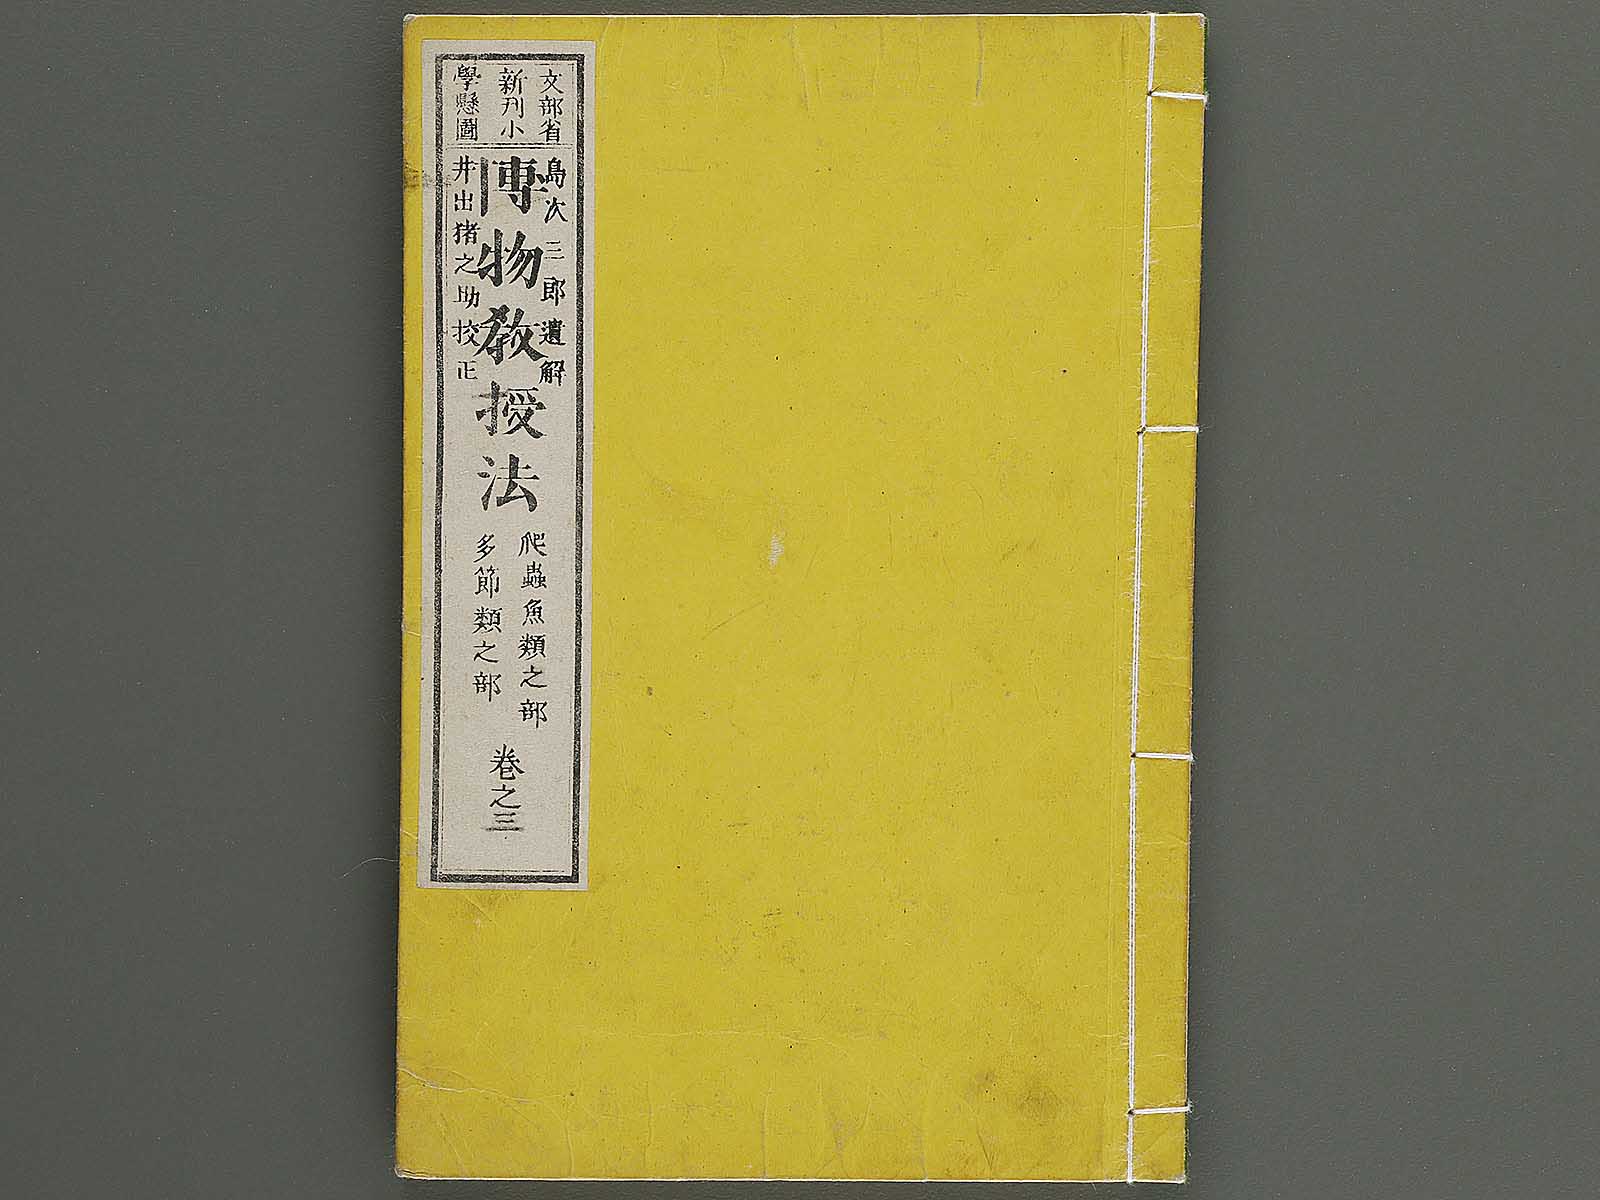 文部省
新刊小
學懸圖
島次三郎遺解
博物教授法
井出猪之助挍正
爬蟲魚類之部
多節類之部
巻之三